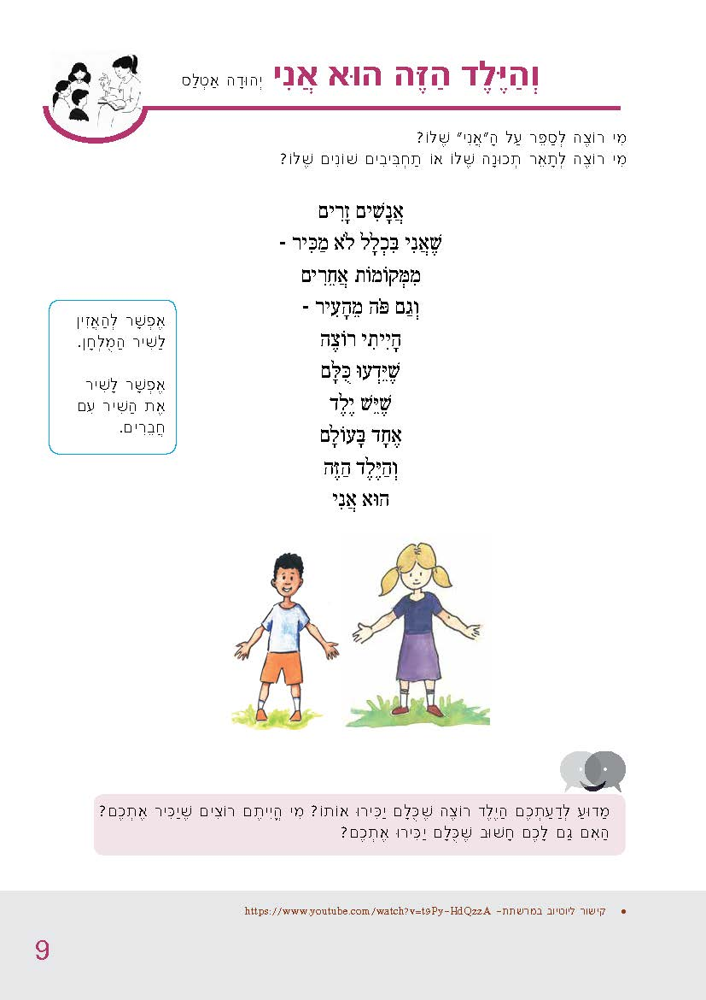 וְהַיֶּלֶד הַזֶּה הוּא אֲנִי יְהוּדָה אַטְלַס
מִי רוֹצֶה לְסַפֵּר עַל הָ"אֲנִי" שֶׁלּוֹ?
מִי רוֹצֶה לְתָאֵר תְּכוּנָה שֶׁלּוֹ אוֹ תַּחְבִּיבִים שׁוֹנִים שֶׁלּוֹ?
אֲנָשִׁים זָרִים
שֶׁאֲנִי בִּכְלָל לֹא מַכִּיר -
מִמְּקוֹמוֹת אֲחֵרִים
וְגַם פֹּה מֵהָעִיר -
הָיִיתִי רוֹצֶה
שֶׁיֵּדְעוּ כֻּלָּם
שֶׁיֵּשׁ יֶלֶד
אֶחָד בָּעוֹלָם
וְהַיֶּלֶד הַזֶּה
הוּא אֲנִי
אֶפְשָׁר לְהַאֲזִין
לַשִּׁיר הַמֻּלְחָן.
אֶפְשָׁר לָשִׁיר
אֶת הַשִּׁיר עִם
חֲבֵרִים.
מַדּוּעַ לְדַעַתְכֶם הַיֶּלֶד רוֹצֶה שֶׁכֻּלָּם יַכִּירוּ אוֹתוֹ? מִי הֱיִיתֶם רוֹצִים שֶׁיַּכִּיר אֶתְכֶם?
הַאִם גַּם לָכֶם חָשׁוּב שֶׁכֻּלָּם יַכִּירוּ אֶתְכֶם?
• קישור ליוטיוב במרשתת- https://www.youtube.com/watch?v=t9Py-HdQzzA
9